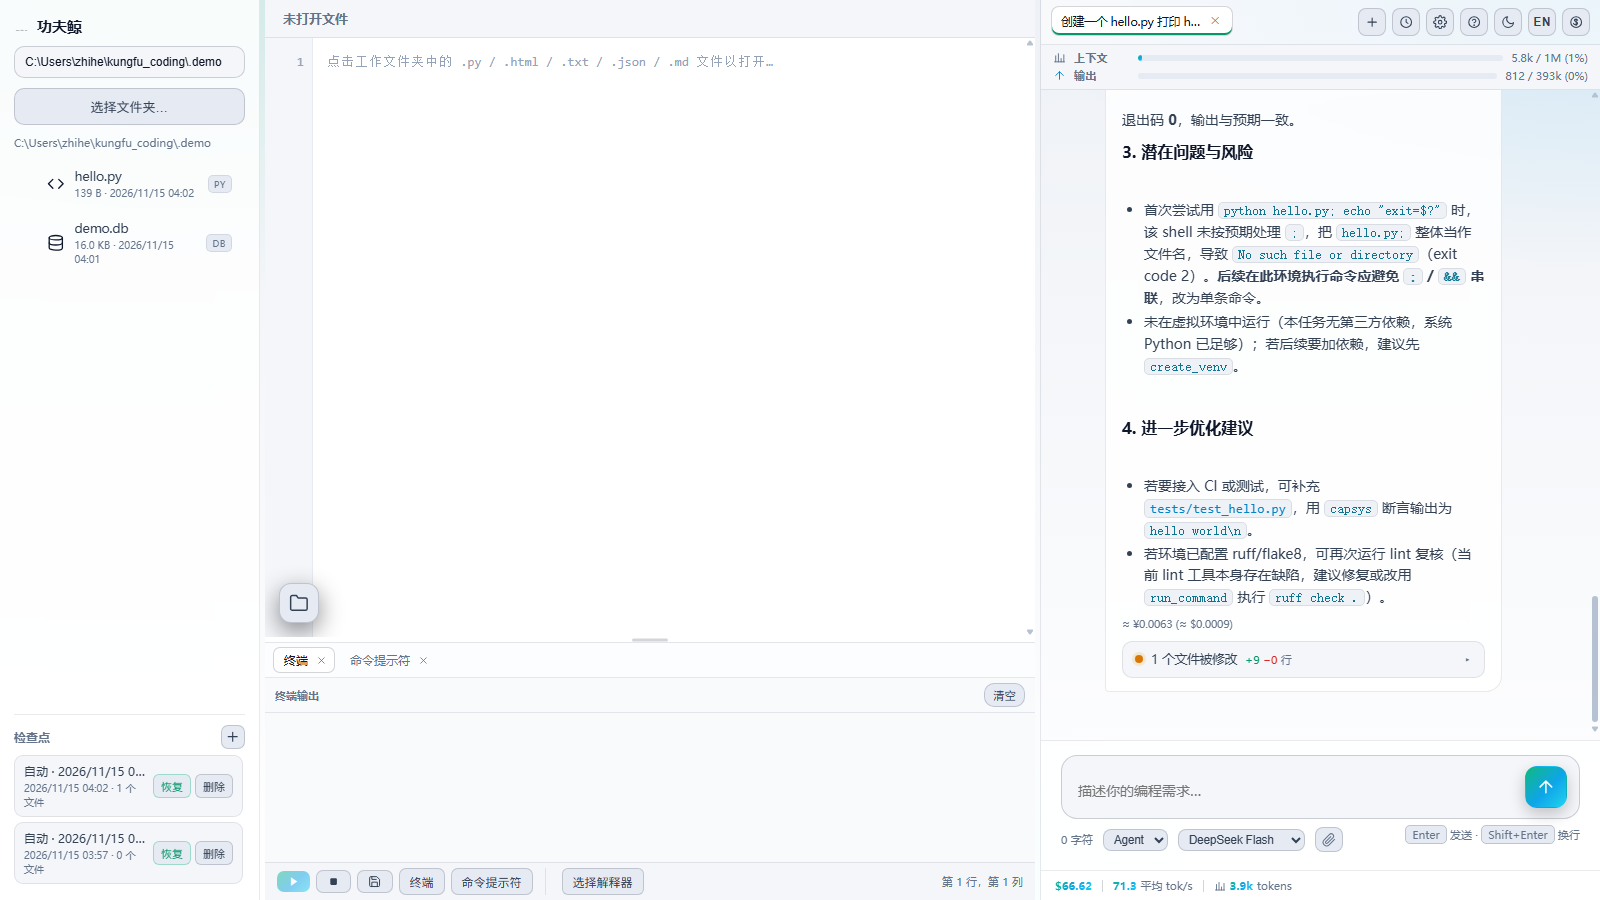 功夫鲸
C:\Users\zhihe\kungfu_coding\.demo
选择文件夹...
C:\Users\zhihe\kungfu_coding\.demo
hello.py
139 B · 2026/11/15 04:02
PY
demo.db
16.0 KB · 2026/11/15
04:01
DB
检查点
自动 · 2026/11/15 0...
2026/11/15 04:02 · 1 个
文件
恢复
删除
自动 · 2026/11/15 0...
2026/11/15 03:57 · 0 个
文件
恢复
删除
未打开文件
1
点击工作文件夹中的 .py / .html / .txt / .json / .md 文件以打开…
终端 ×
命令提示符 ×
终端输出
清空
终端
命令提示符
选择解释器
第 1 行，第 1 列
创建一个 hello.py 打印 h... ×
EN
上下文
5.8k / 1M (1%)
输出
812 / 393k (0%)
退出码 0，输出与预期一致。
3. 潜在问题与风险
• 首次尝试用 python hello.py; echo "exit=$?" 时，
该 shell 未按预期处理 ;，把 hello.py; 整体当作
文件名，导致 No such file or directory（exit
code 2）。后续在此环境执行命令应避免 ; / && 串
联，改为单条命令。
• 未在虚拟环境中运行（本任务无第三方依赖，系统
Python 已足够）；若后续要加依赖，建议先
create_venv。
4. 进一步优化建议
• 若要接入 CI 或测试，可补充
tests/test_hello.py，用 capsys 断言输出为
hello world\n。
• 若环境已配置 ruff/flake8，可再次运行 lint 复核（当
前 lint 工具本身存在缺陷，建议修复或改用
run_command 执行 ruff check .）。
≈ ¥0.0063 (≈ $0.0009)
1 个文件被修改 +9 −0 行
描述你的编程需求...
0 字符
Agent
DeepSeek Flash
Enter 发送 · Shift+Enter 换行
$66.62
71.3 平均 tok/s
3.9k tokens